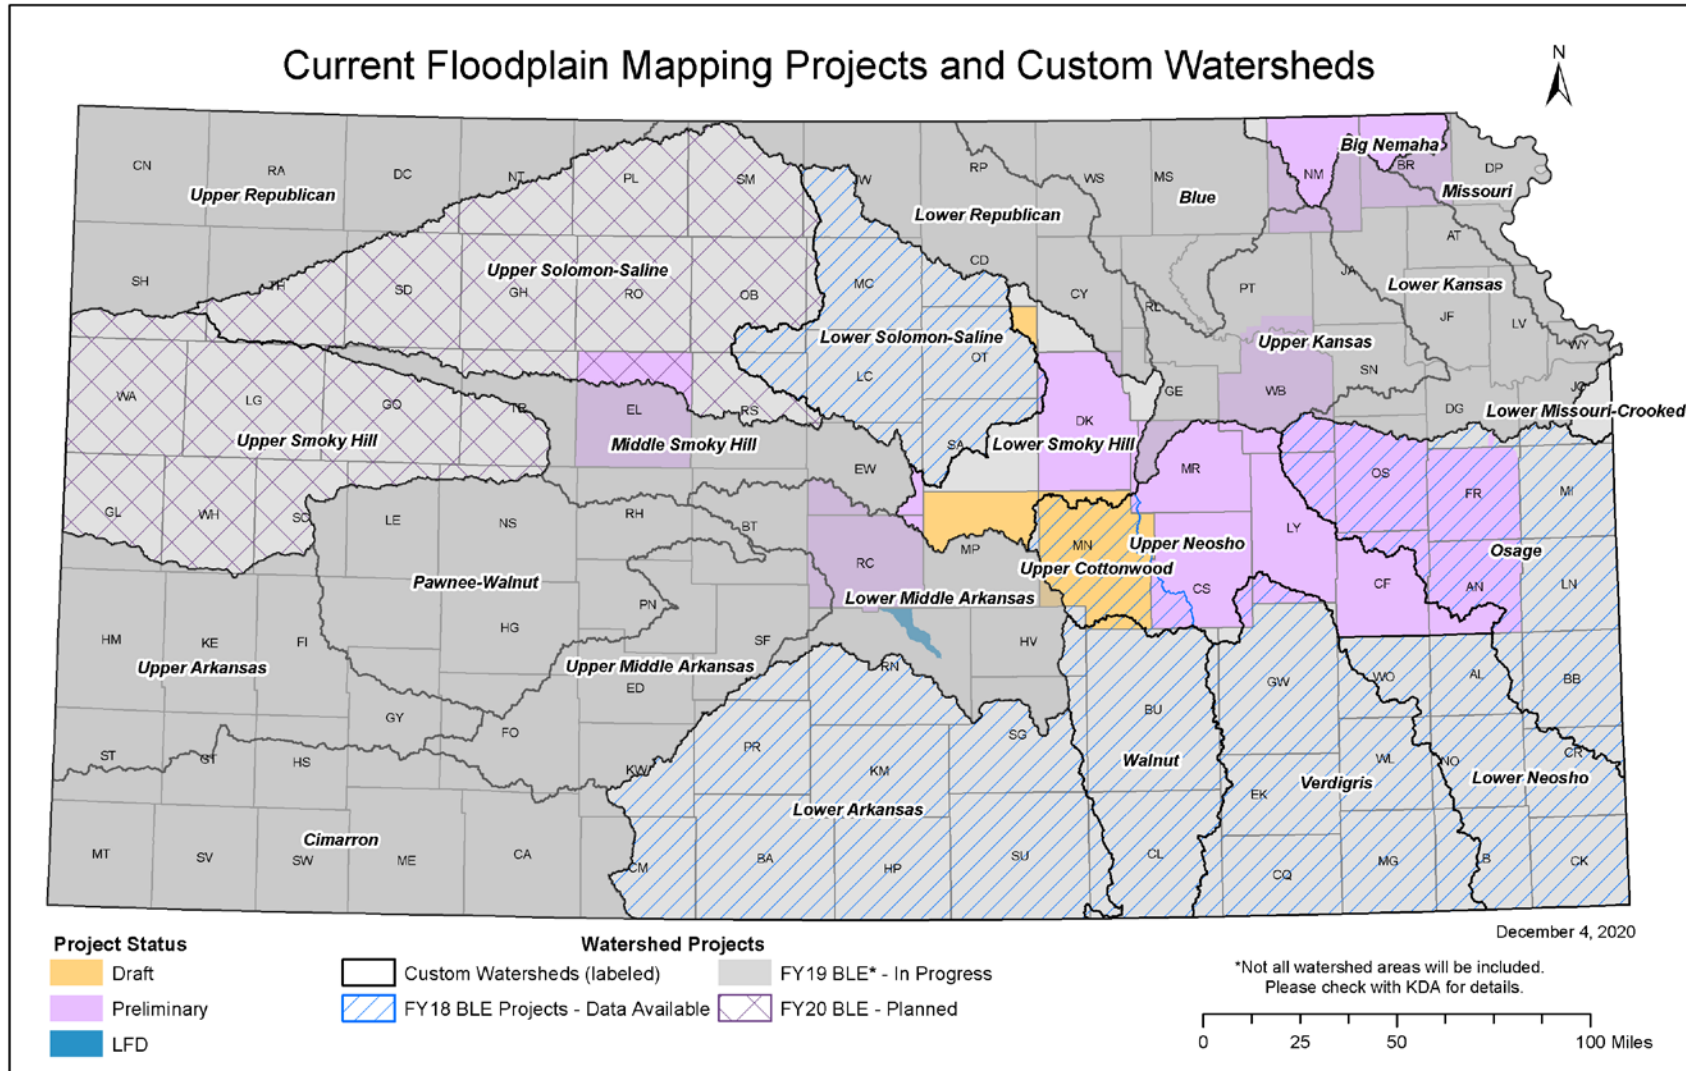 Current Floodplain Mapping Projects and Custom Watersheds
N
CN
RA
DC
NT
PL
SM
JW
RP
WS
MS
Blue
NM
Big Nemaha
BR
DP
Missouri
Upper Republican
Lower Republican
AT
SH
TH
SD
Upper Solomon-Saline
GH
RO
OB
MC
CD
CY
RL
PT
JA
Lower Kansas
JF
LV
Lower Solomon-Saline
OT
Upper Kansas
WY
WA
LG
GO
TR
EL
RS
LC
DK
GE
WB
SN
DG
JO
Lower Missouri-Crooked
Upper Smoky Hill
Middle Smoky Hill
SA
Lower Smoky Hill
EW
MR
OS
FR
MI
GL
WH
SC
LE
NS
RH
BT
RC
MP
MN
Upper Neosho
LY
Osage
Upper Cottonwood
Pawnee-Walnut
PN
Lower Middle Arkansas
CS
CF
AN
LN
HM
KE
FI
Upper Arkansas
HG
Upper Middle Arkansas
SF
HV
ED
RN
GW
WO
AL
BB
GY
FO
BU
ST
GT
HS
KW
PR
KM
SG
Walnut
EK
Verdigris
WL
NO
Lower Neosho
CR
Lower Arkansas
Cimarron
MT
SV
SW
ME
CA
CM
BA
HP
SU
CL
CQ
MG
LB
CK
December 4, 2020
Project Status
Draft
Preliminary
LFD
Watershed Projects
Custom Watersheds (labeled)
FY18 BLE Projects - Data Available
FY19 BLE* - In Progress
FY20 BLE - Planned
*Not all watershed areas will be included.
Please check with KDA for details.
0 25 50 100 Miles